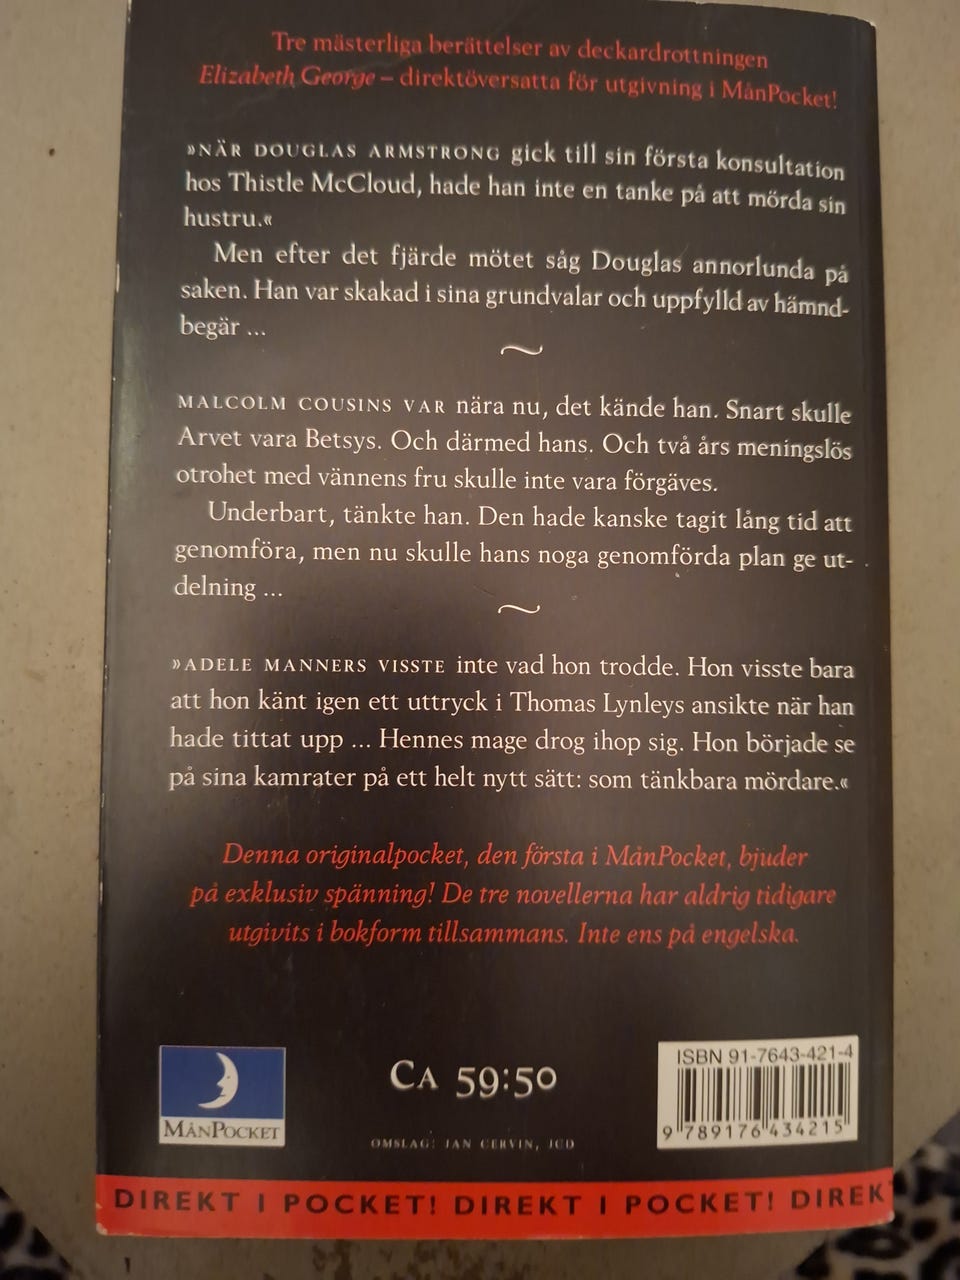 Tre mästerliga berättelser av deckardrottningen
Elizabeth George – direktöversatta för utgivning i MånPocket!
»NÄR DOUGLAS ARMSTRONG gick till sin första konsultation
hos Thistle McCloud, hade han inte en tanke på att mörda sin
hustru.«
Men efter det fjärde mötet såg Douglas annorlunda på
saken. Han var skakad i sina grundvalar och uppfylld av hämnd-
begär ...
~
MALCOLM COUSINS VAR nära nu, det kände han. Snart skulle
Arvet vara Betsys. Och därmed hans. Och två års meningslös
otrohet med vännens fru skulle inte vara förgäves.
Underbart, tänkte han. Den hade kanske tagit lång tid att
genomföra, men nu skulle hans noga genomförda plan ge ut-
delning ...
~
»ADELE MANNERS VISSTE inte vad hon trodde. Hon visste bara
att hon känt igen ett uttryck i Thomas Lynleys ansikte när han
hade tittat upp ... Hennes mage drog ihop sig. Hon började se
på sina kamrater på ett helt nytt sätt: som tänkbara mördare.«
Denna originalpocket, den första i MånPocket, bjuder
på exklusiv spänning! De tre novellerna har aldrig tidigare
utgivits i bokform tillsammans. Inte ens på engelska.
MÅNPOCKET
CA 59:50
OMSLAG: JAN CERVIN, JCD
ISBN 91-7643-421-4
9 789176 434215
DIREKT I POCKET! DIREKT I POCKET! DIREKT